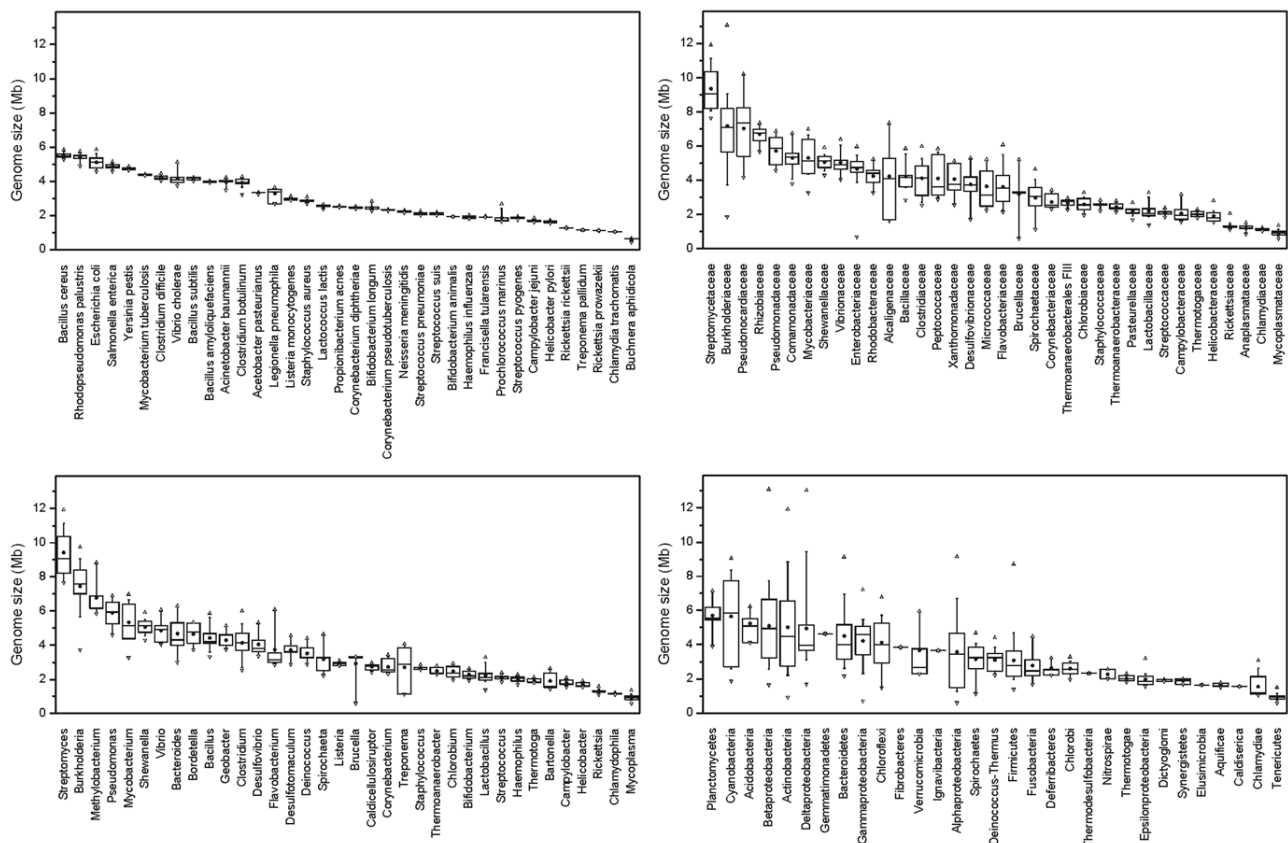 Genome size (Mb)
12
10
8
6
4
2
0
Bacillus cereus
Rhodopseudomonas palustris
Escherichia coli
Salmonella enterica
Yersinia pestis
Mycobacterium tuberculosis
Clostridium difficile
Vibrio cholerae
Bacillus subtilis
Bacillus amyloliquefaciens
Acinetobacter baumannii
Clostridium botulinum
Acetobacter pasteurianus
Legionella pneumophila
Listeria monocytogenes
Staphylococcus aureus
Lactococcus lactis
Propionibacterium acnes
Corynebacterium diphtheriae
Bifidobacterium longum
Corynebacterium pseudotuberculosis
Neisseria meningitidis
Streptococcus pneumoniae
Streptococcus suis
Bifidobacterium animalis
Haemophilus influenzae
Francisella tularensis
Prochlorococcus marinus
Streptococcus pyogenes
Campylobacter jejuni
Helicobacter pylori
Rickettsia rickettsii
Treponema pallidum
Rickettsia prowazekii
Chlamydia trachomatis
Buchnera aphidicola
Genome size (Mb)
12
10
8
6
4
2
0
Streptomycetaceae
Burkholderiaceae
Pseudonocardiaceae
Rhizobiaceae
Pseudomonadaceae
Comamonadaceae
Mycobacteriaceae
Shewanellaceae
Vibrionaceae
Enterobacteriaceae
Rhodobacteraceae
Alcaligenaceae
Bacillaceae
Clostridiaceae
Peptococcaceae
Xanthomonadaceae
Desulfovibrionaceae
Micrococcaceae
Flavobacteriaceae
Brucellaceae
Spirochaetaceae
Corynebacteriaceae
Thermoanaerobacterales FIII
Chlorobiaceae
Staphylococcaceae
Thermoanaerobacteraceae
Pasteurellaceae
Lactobacillaceae
Streptococcaceae
Campylobacteraceae
Thermotogaceae
Helicobacteraceae
Rickettsiaceae
Anaplasmataceae
Chlamydiaceae
Mycoplasmataceae
Genome size (Mb)
12
10
8
6
4
2
0
Streptomyces
Burkholderia
Methylobacterium
Pseudomonas
Mycobacterium
Shewanella
Vibrio
Bacteroides
Bordetella
Bacillus
Geobacter
Clostridium
Desulfovibrio
Flavobacterium
Desulfotomaculum
Deinococcus
Spirochaeta
Listeria
Brucella
Caldicellulosiruptor
Corynebacterium
Treponema
Staphylococcus
Thermoanaerobacter
Chlorobium
Bifidobacterium
Lactobacillus
Streptococcus
Haemophilus
Thermotoga
Bartonella
Campylobacter
Helicobacter
Rickettsia
Chlamydophila
Mycoplasma
Genome size (Mb)
12
10
8
6
4
2
0
Planctomycetes
Cyanobacteria
Acidobacteria
Betaproteobacteria
Actinobacteria
Deltaproteobacteria
Gemmatimonadetes
Bacteroidetes
Gammaproteobacteria
Chloroflexi
Fibrobacteres
Verrucomicrobia
Ignavibacteria
Alphaproteobacteria
Spirochaetes
Deinococcus-Thermus
Firmicutes
Fusobacteria
Deferribacteres
Chlorobi
Thermodesulfobacteria
Nitrospirae
Thermotogae
Epsilonproteobacteria
Dictyoglomi
Synergistetes
Elusimicrobia
Aquificae
Caldiserica
Chlamydiae
Tenericutes